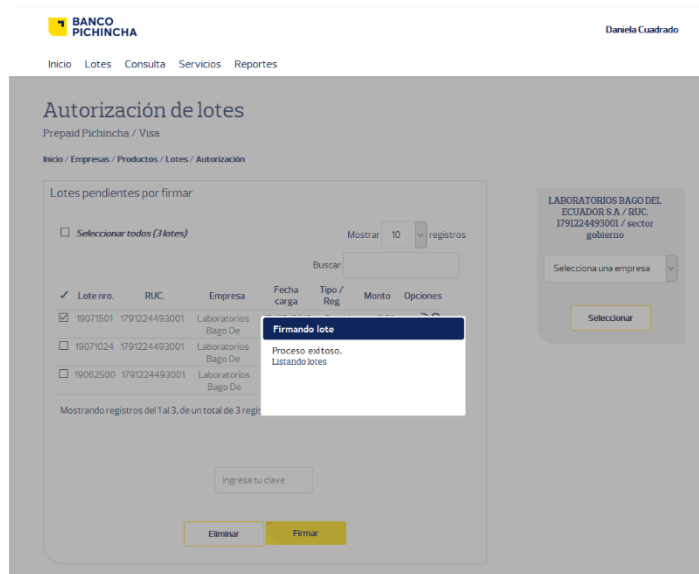 BANCO
PICHINCHA
Daniela Cuadrado
Inicio Lotes Consulta Servicios Reportes
Autorización de lotes
Prepaid Pichincha / Visa
Inicio / Empresas / Productos / Lotes / Autorización
Lotes pendientes por firmar
Seleccionar todos (3 lotes)
Mostrar 10 registros
Buscar:
Lote nro. RUC. Empresa Fecha carga Tipo / Reg Monto Opciones
19071501 1791224493001 Laboratorios
Bago De
19071024 1791224493001 Laboratorios
Bago De
19062500 1791224493001 Laboratorios
Bago De
Mostrando registros del 1 al 3, de un total de 3
Firmando lote
Proceso exitoso.
Listando lotes
Ingresa tu clave
Eliminar Firmar
LABORATORIOS BAGO DEL
ECUADOR S.A / RUC.
1791224493001 / sector
gobierno
Selecciona una empresa
Seleccionar